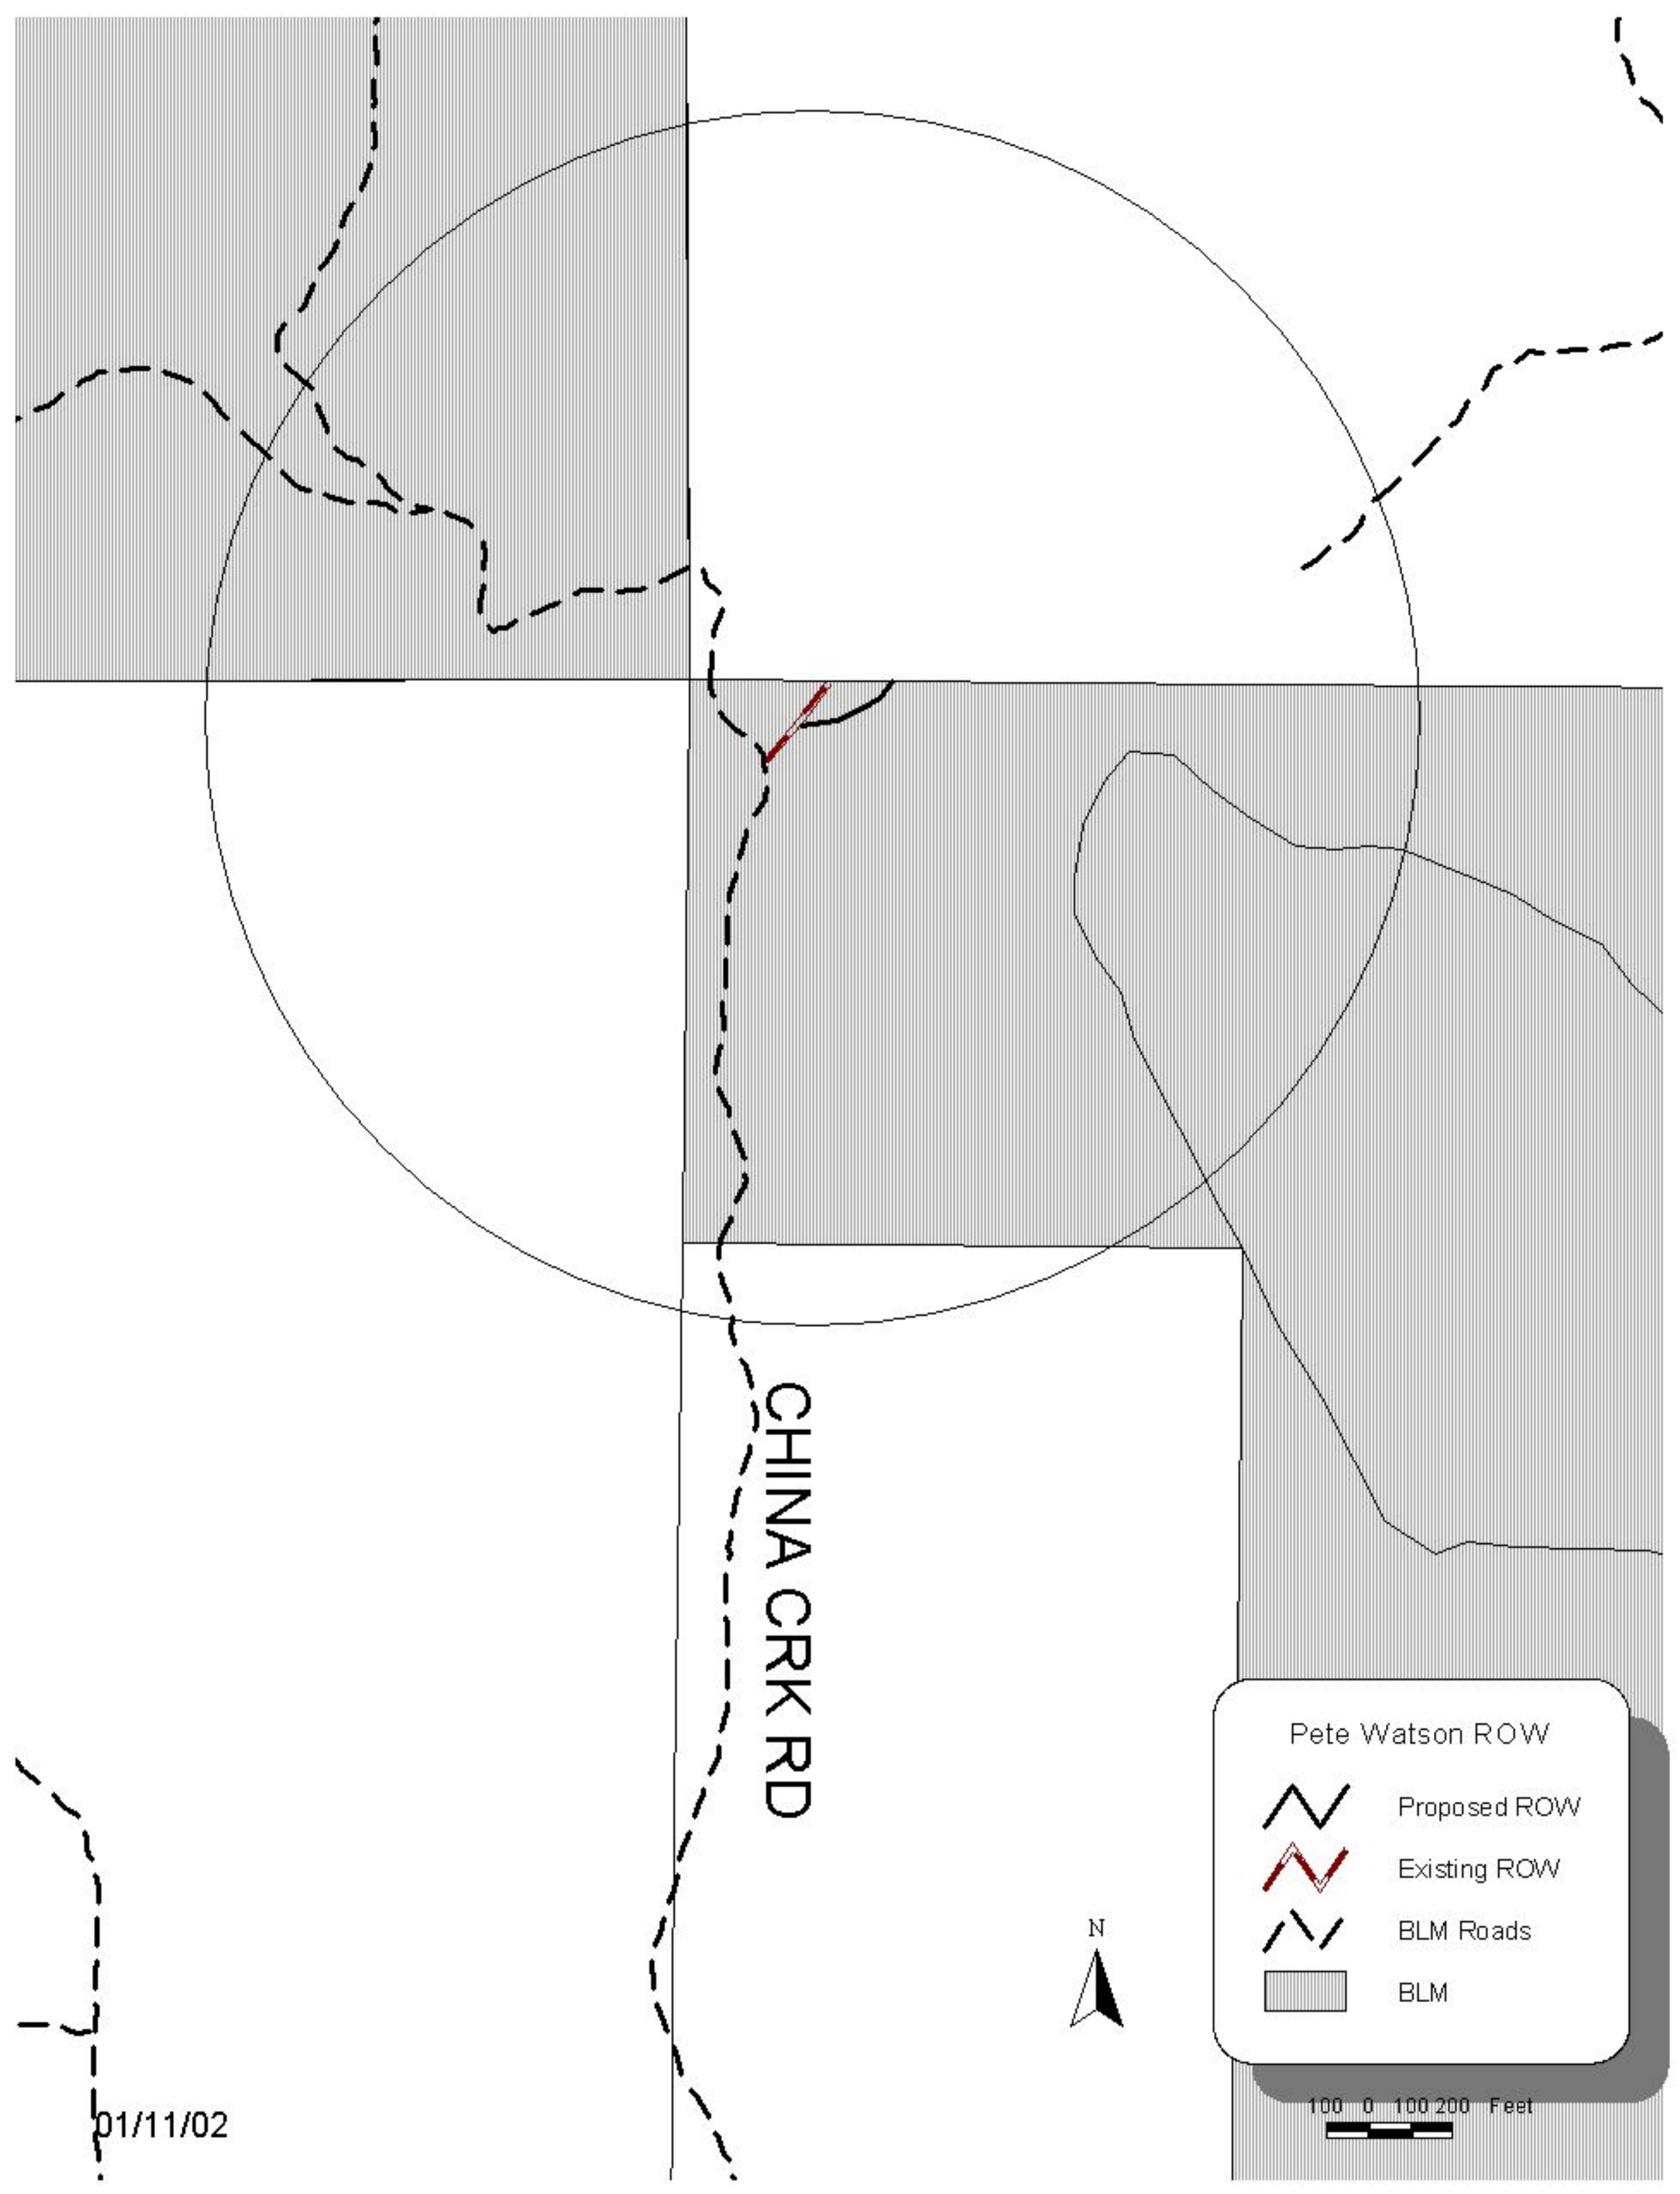 CHINA CRK RD
Pete Watson ROW
Proposed ROW
Existing ROW
BLM Roads
BLM
N
100 0 100 200 Feet
01/11/02